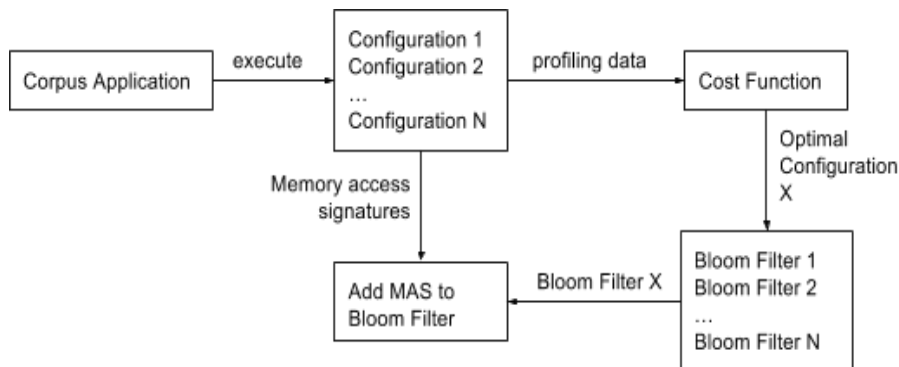 Corpus Application
execute
Configuration 1
Configuration 2
...
Configuration N
profiling data
Cost Function
Optimal
Configuration
X
Memory access
signatures
Bloom Filter 1
Bloom Filter 2
...
Bloom Filter N
Bloom Filter X
Add MAS to
Bloom Filter